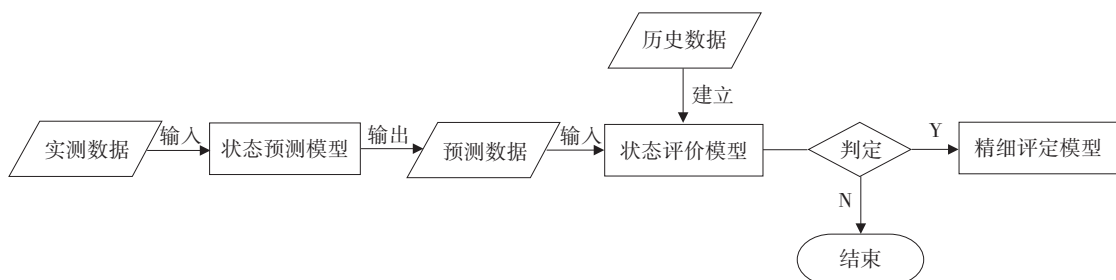 历史数据
建立
实测数据
输入
状态预测模型
输出
预测数据
输入
状态评价模型
判定
Y
精细评定模型
N
结束